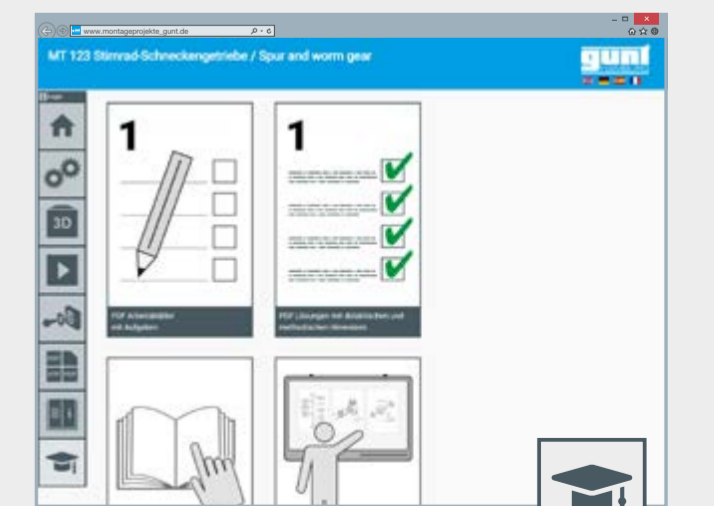 www.montageprojekte_gunt.de
MT 123 Stirnrad-Schneckengetriebe / Spur and worm gear
gunt
1
1
3D
PDF Arbeitsblätter
mit Aufgaben
PDF Lösungen mit didaktischen und
methodischen Hinweisen